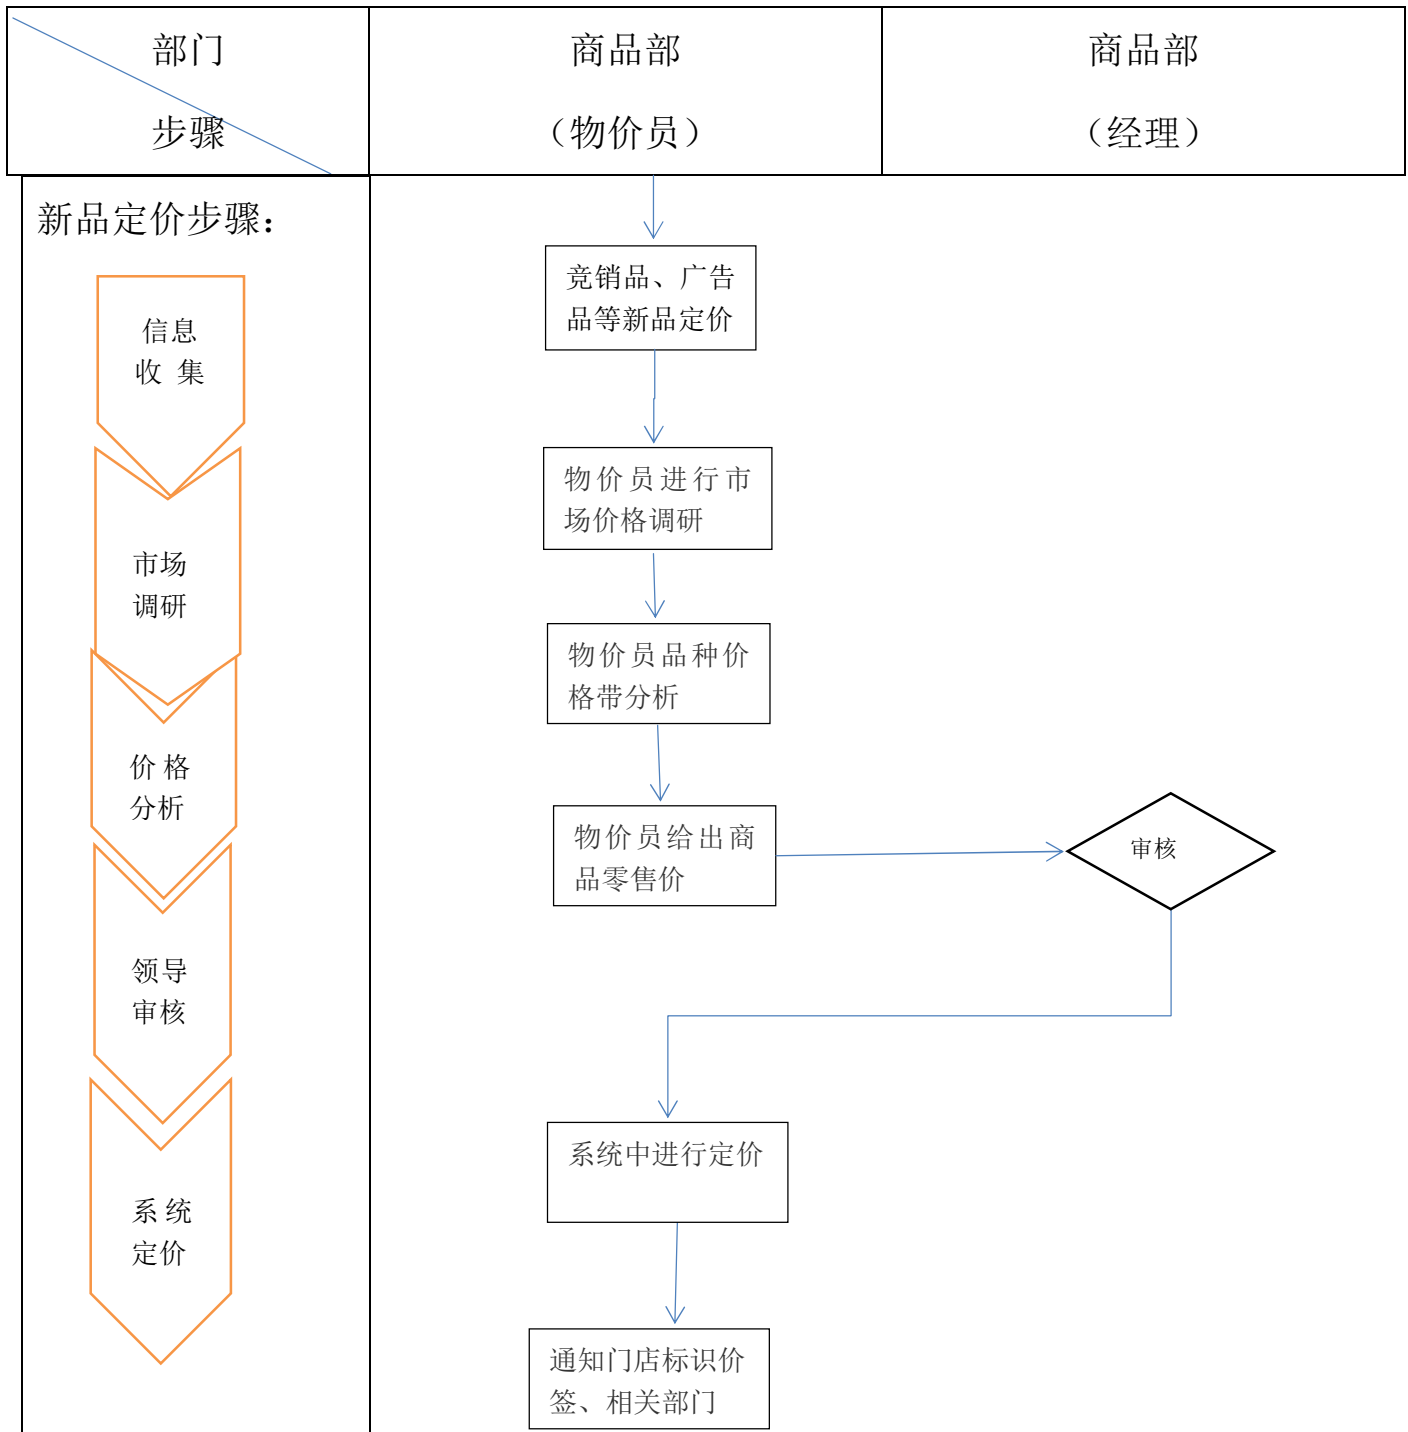 部门
步骤
商品部
（物价员）
商品部
（经理）
新品定价步骤：
信息
收 集
市场
调研
价 格
分析
领导
审核
系 统
定价
竞销品、广告
品等新品定价
物价员进行市
场价格调研
物价员品种价
格带分析
物价员给出商
品零售价
审核
系统中进行定价
通知门店标识价
签、相关部门